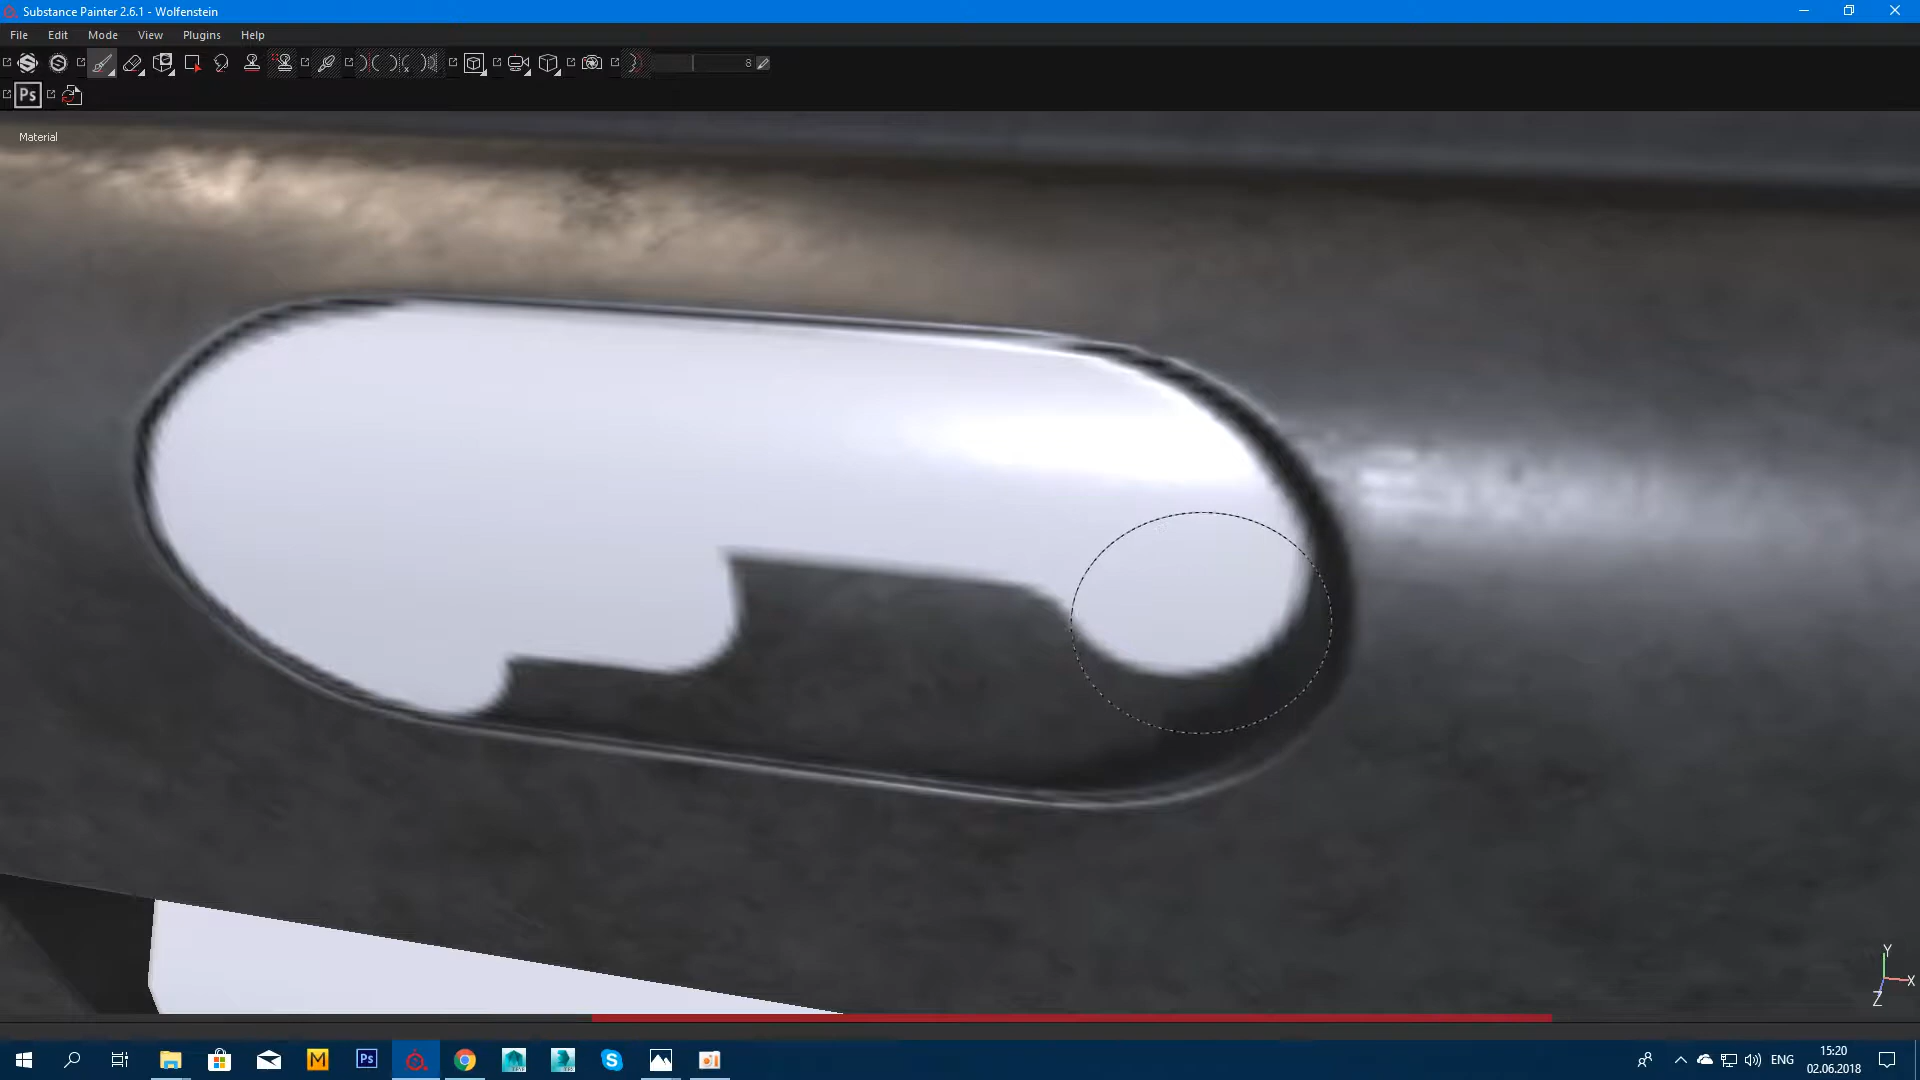 Substance Painter 2.6.1 - Wolfenstein
File Edit Mode View Plugins Help
8
Ps
Material
Y
X
Z
Ps
ENG
15:20
02.06.2018